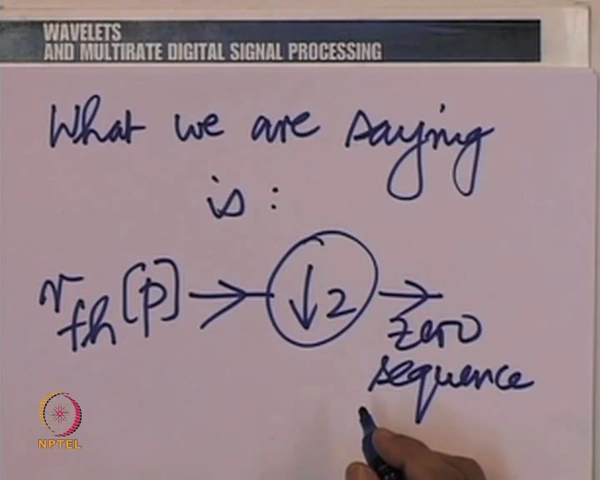 WAVELETS
AND MULTIRATE DIGITAL SIGNAL PROCESSING
What we are saying
is:
r_fh[p] → ↓2 → zero
sequence
NPTEL